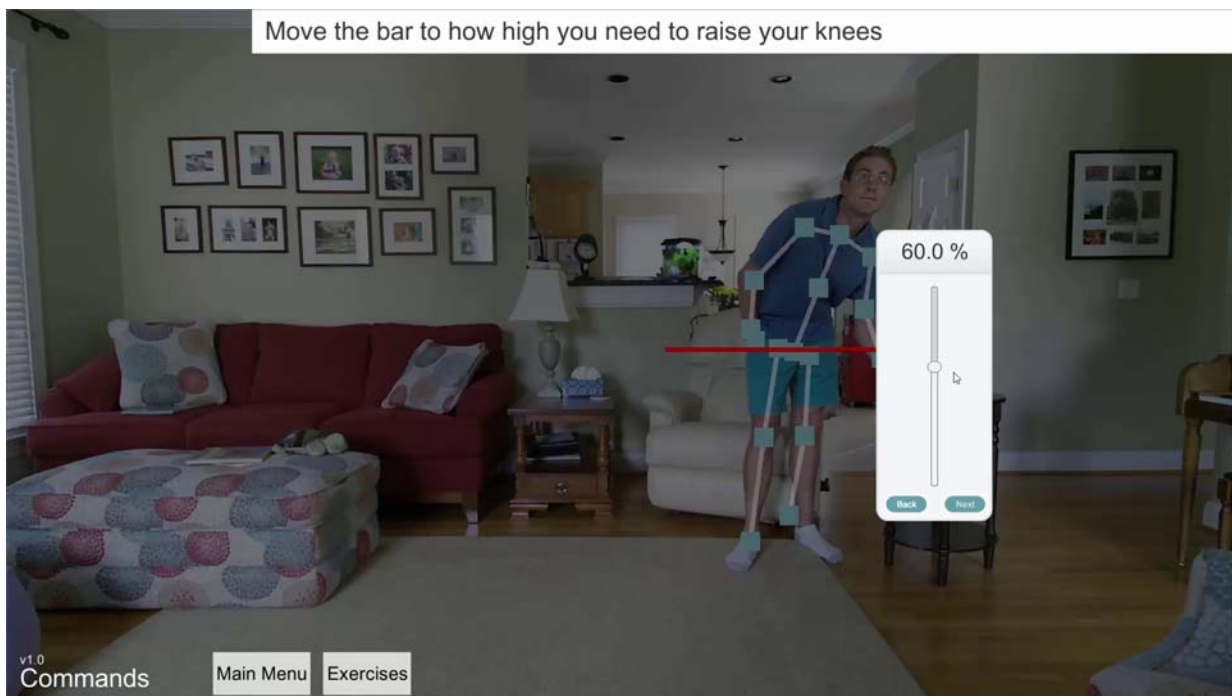 Move the bar to how high you need to raise your knees
60.0 %
Back
Next
v1.0
Commands
Main Menu
Exercises